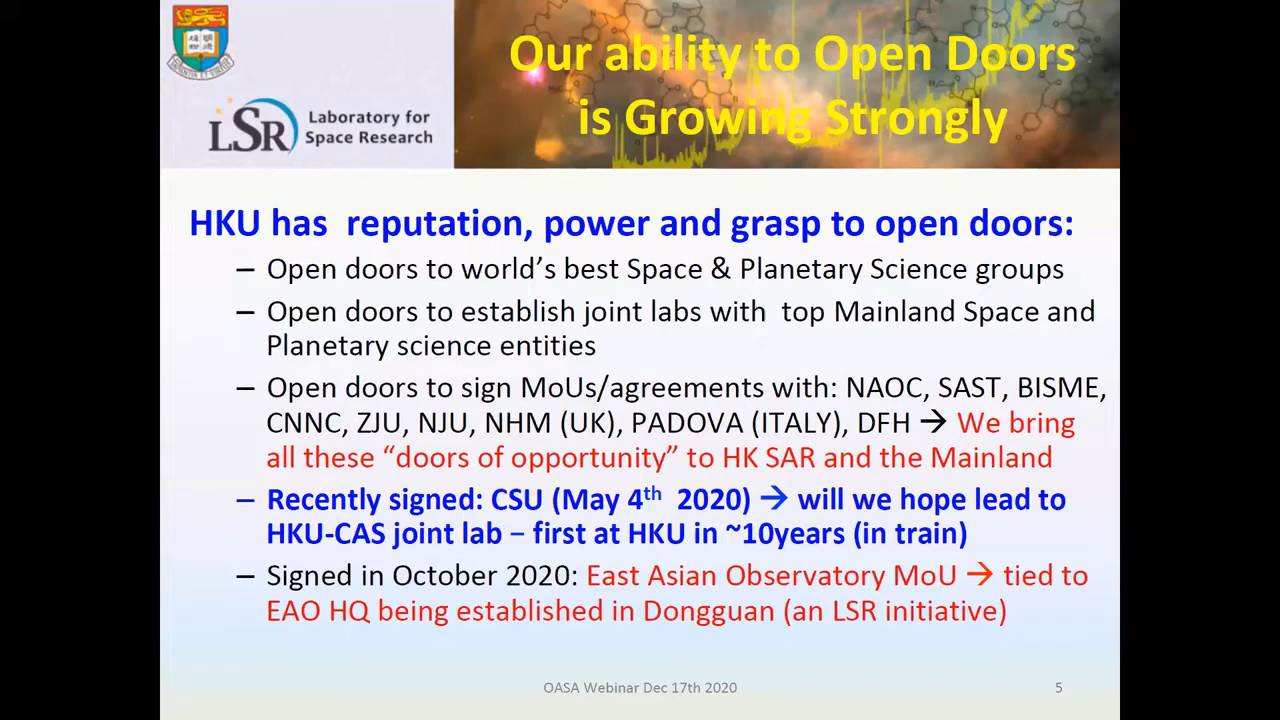 LSR Laboratory for
Space Research
Our ability to Open Doors
is Growing Strongly
HKU has reputation, power and grasp to open doors:
– Open doors to world’s best Space & Planetary Science groups
– Open doors to establish joint labs with top Mainland Space and
Planetary science entities
– Open doors to sign MoUs/agreements with: NAOC, SAST, BISME,
CNNC, ZJU, NJU, NHM (UK), PADOVA (ITALY), DFH → We bring
all these “doors of opportunity” to HK SAR and the Mainland
– Recently signed: CSU (May 4th 2020) → will we hope lead to
HKU-CAS joint lab – first at HKU in ~10years (in train)
– Signed in October 2020: East Asian Observatory MoU → tied to
EAO HQ being established in Dongguan (an LSR initiative)
OASA Webinar Dec 17th 2020
5